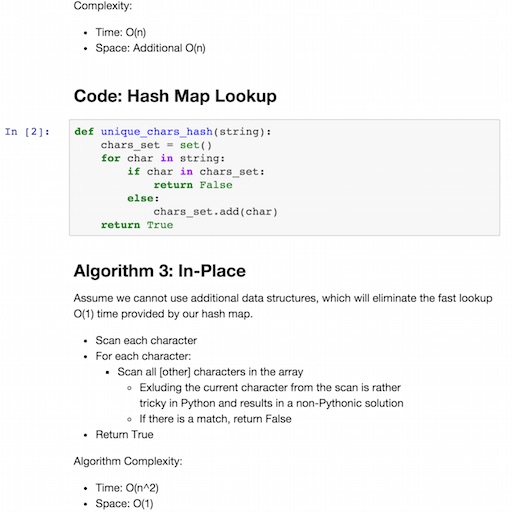 Complexity:
• Time: O(n)
• Space: Additional O(n)
Code: Hash Map Lookup
In [2]:
def unique_chars_hash(string):
    chars_set = set()
    for char in string:
        if char in chars_set:
            return False
        else:
            chars_set.add(char)
    return True
Algorithm 3: In-Place
Assume we cannot use additional data structures, which will eliminate the fast lookup
O(1) time provided by our hash map.
• Scan each character
• For each character:
• Scan all [other] characters in the array
◦ Exluding the current character from the scan is rather
tricky in Python and results in a non-Pythonic solution
◦ If there is a match, return False
• Return True
Algorithm Complexity:
• Time: O(n^2)
• Space: O(1)